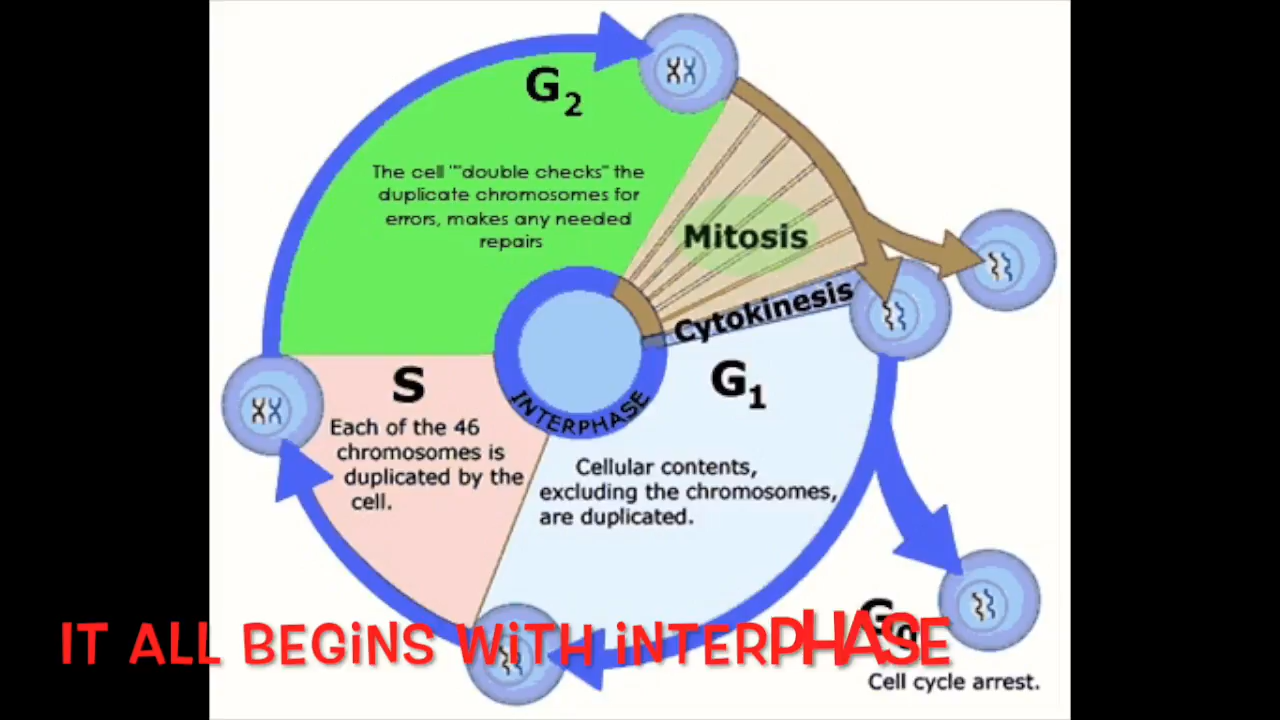 G2
The cell ""double checks" the
duplicate chromosomes for
errors, makes any needed
repairs
Mitosis
Cytokinesis
S
Each of the 46
chromosomes is
duplicated by the
cell.
INTERPHASE
G1
Cellular contents,
excluding the chromosomes,
are duplicated.
G0
Cell cycle arrest.
IT ALL BEGiNS WiTH iNTERPHASE